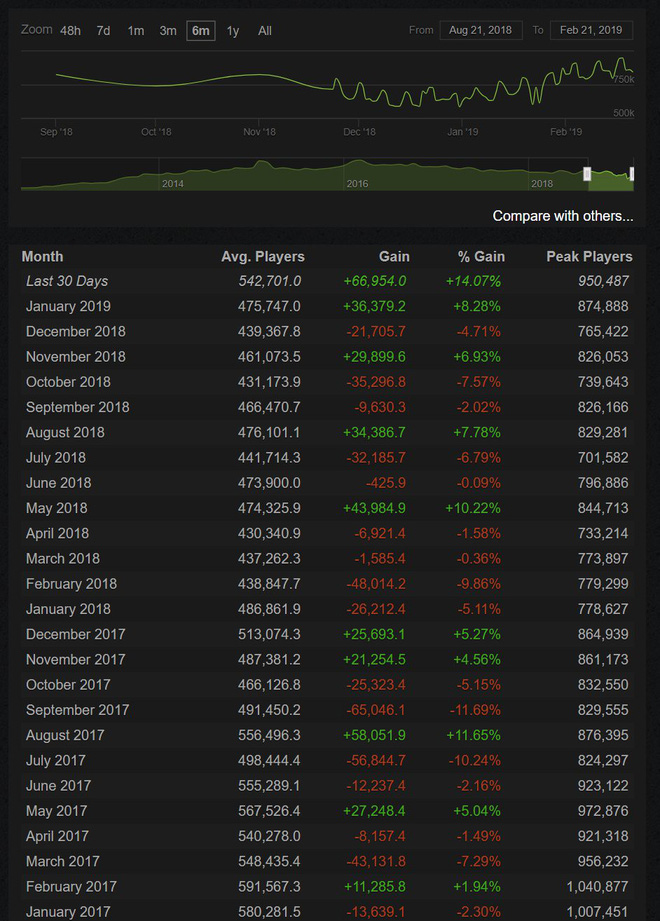 Zoom 48h 7d 1m 3m 6m 1y All From Aug 21, 2018 To Feb 21, 2019
750k
500k
Sep '18 Oct '18 Nov '18 Dec '18 Jan '19 Feb '19
2014 2016 2018
Compare with others...
Month Avg. Players Gain % Gain Peak Players
Last 30 Days 542,701.0 +66,954.0 +14.07% 950,487
January 2019 475,747.0 +36,379.2 +8.28% 874,888
December 2018 439,367.8 -21,705.7 -4.71% 765,422
November 2018 461,073.5 +29,899.6 +6.93% 826,053
October 2018 431,173.9 -35,296.8 -7.57% 739,643
September 2018 466,470.7 -9,630.3 -2.02% 826,166
August 2018 476,101.1 +34,386.7 +7.78% 829,281
July 2018 441,714.3 -32,185.7 -6.79% 701,582
June 2018 473,900.0 -425.9 -0.09% 796,886
May 2018 474,325.9 +43,984.9 +10.22% 844,713
April 2018 430,340.9 -6,921.4 -1.58% 733,214
March 2018 437,262.3 -1,585.4 -0.36% 773,897
February 2018 438,847.7 -48,014.2 -9.86% 779,299
January 2018 486,861.9 -26,212.4 -5.11% 778,627
December 2017 513,074.3 +25,693.1 +5.27% 864,939
November 2017 487,381.2 +21,254.5 +4.56% 861,173
October 2017 466,126.8 -25,323.4 -5.15% 832,550
September 2017 491,450.2 -65,046.1 -11.69% 829,555
August 2017 556,496.3 +58,051.9 +11.65% 876,395
July 2017 498,444.4 -56,844.7 -10.24% 824,297
June 2017 555,289.1 -12,237.4 -2.16% 923,122
May 2017 567,526.4 +27,248.4 +5.04% 972,876
April 2017 540,278.0 -8,157.4 -1.49% 921,318
March 2017 548,435.4 -43,131.8 -7.29% 956,232
February 2017 591,567.3 +11,285.8 +1.94% 1,040,877
January 2017 580,281.5 -13,639.1 -2.30% 1,007,451